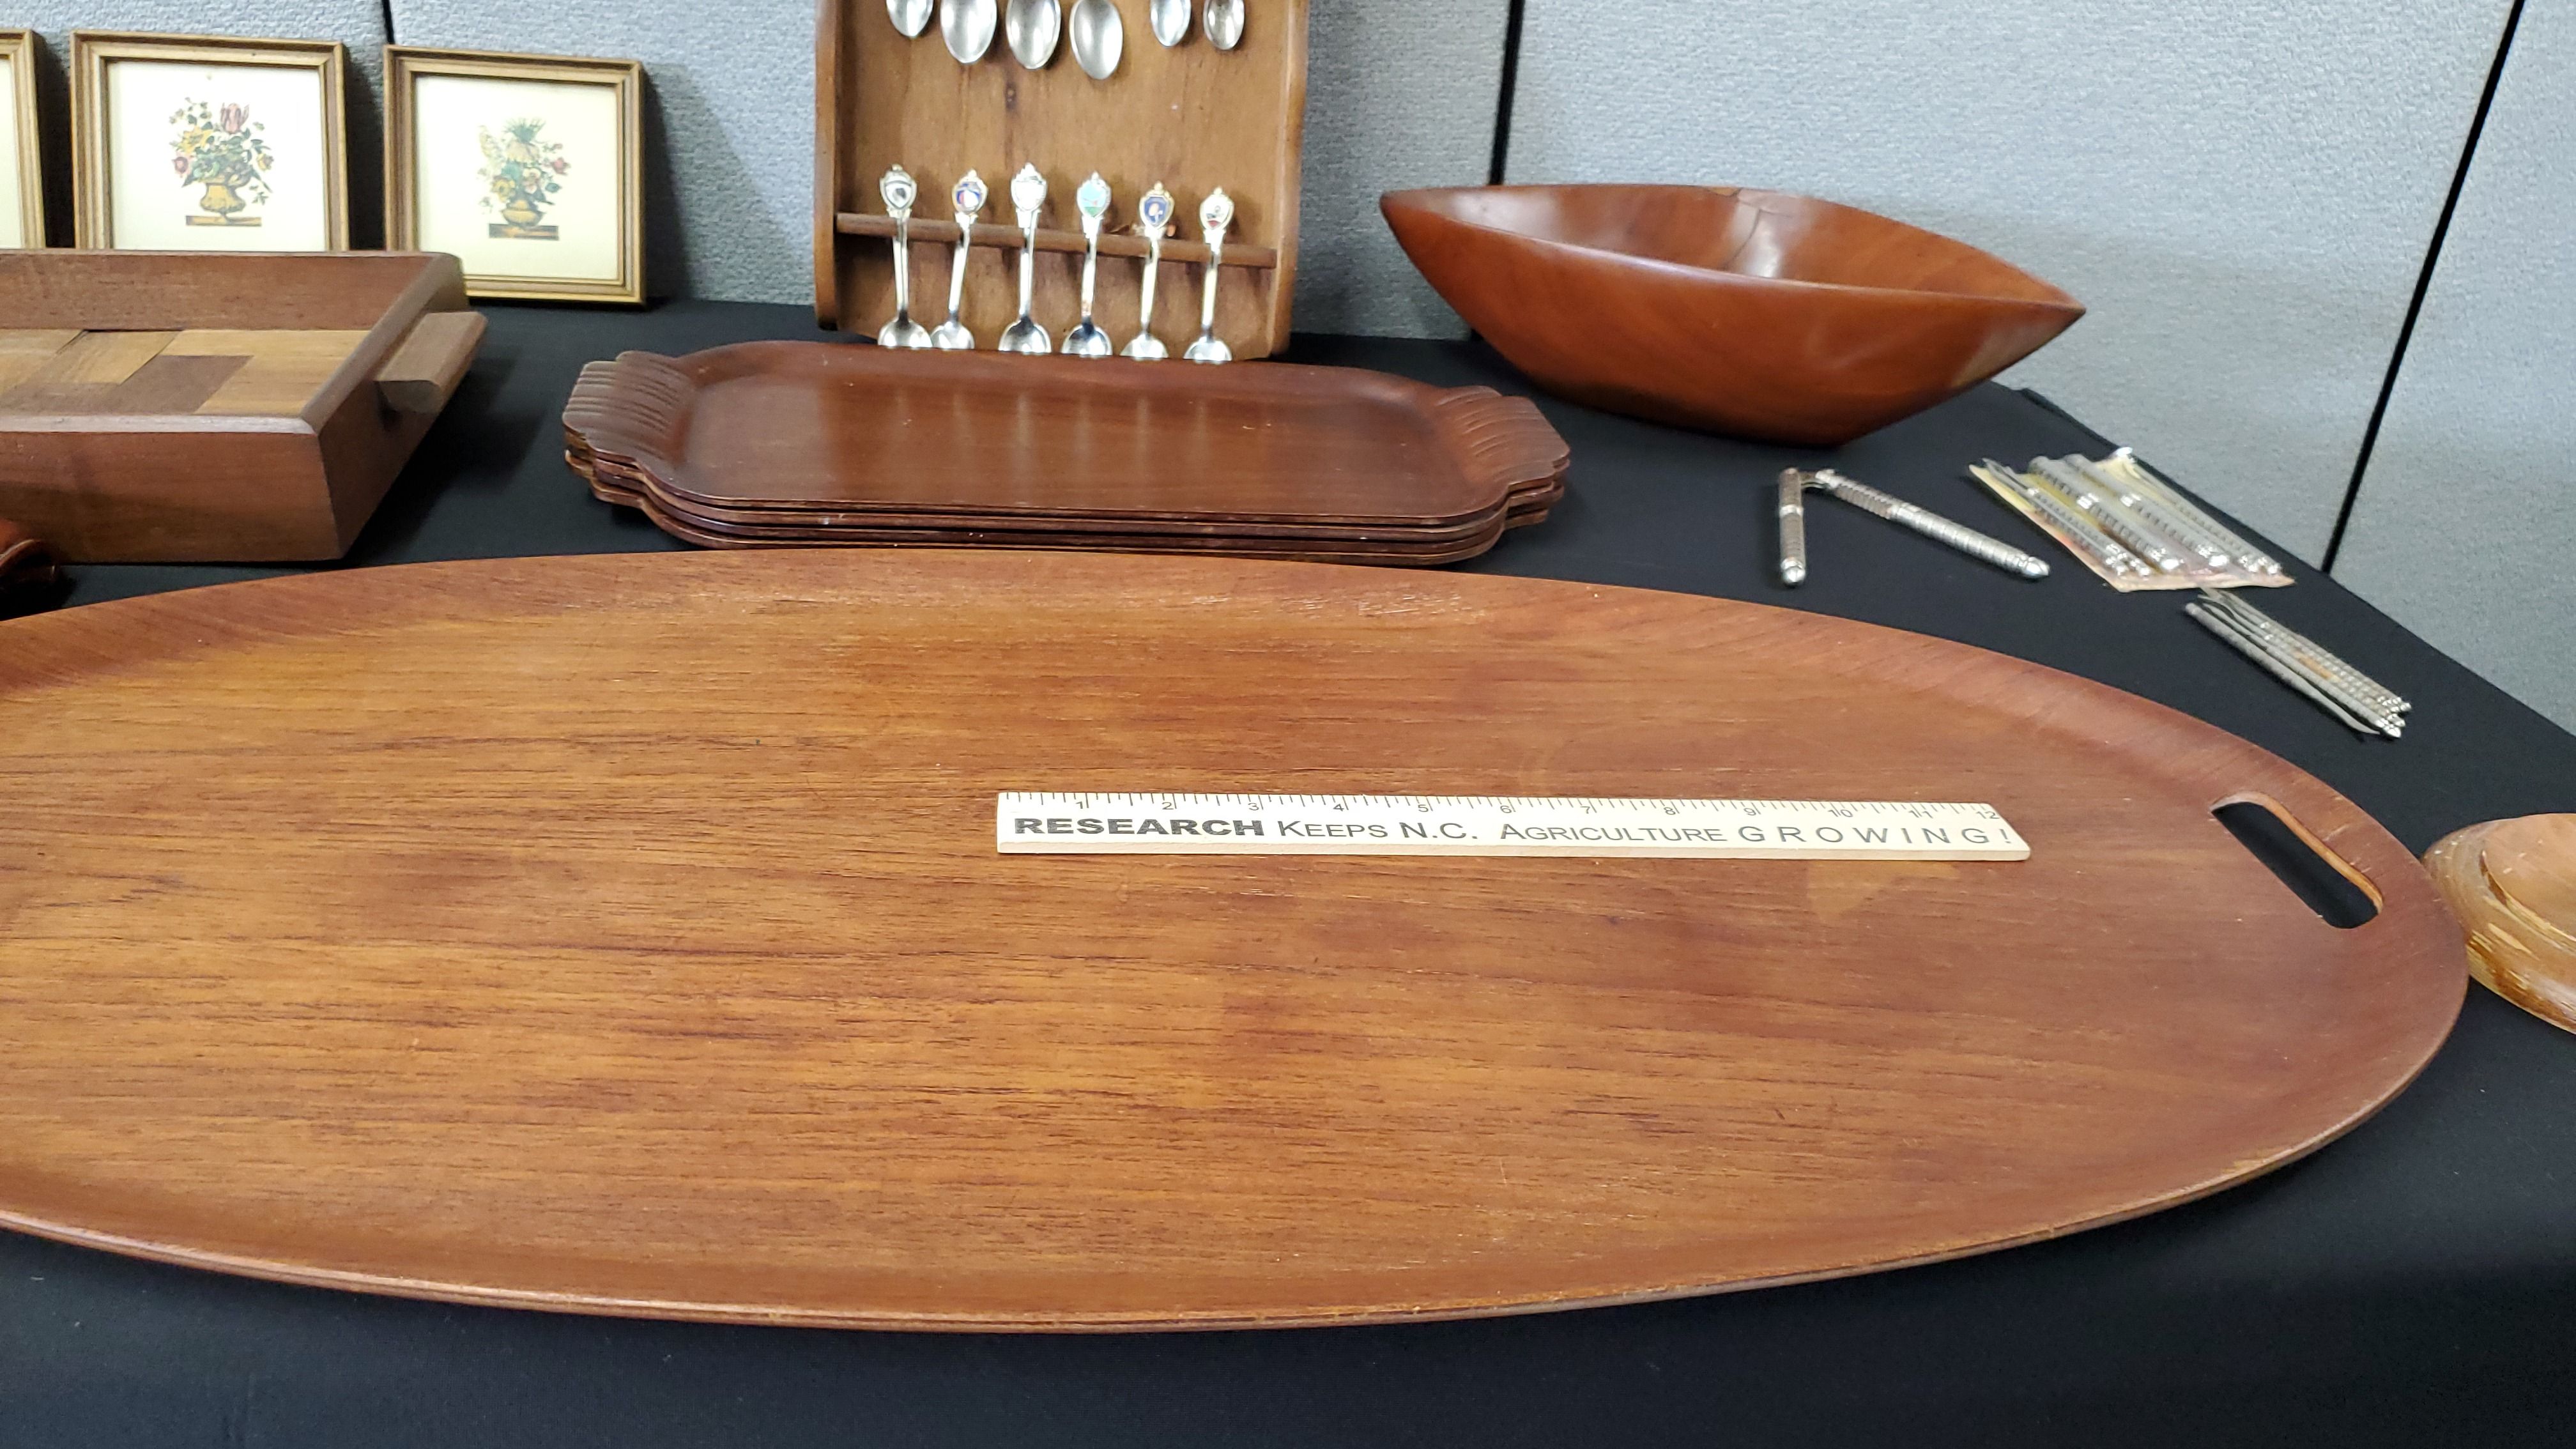 1 2 3 4 5 6 7 8 9 10 11 12
RESEARCH KEEPS N.C. AGRICULTURE GROWING!